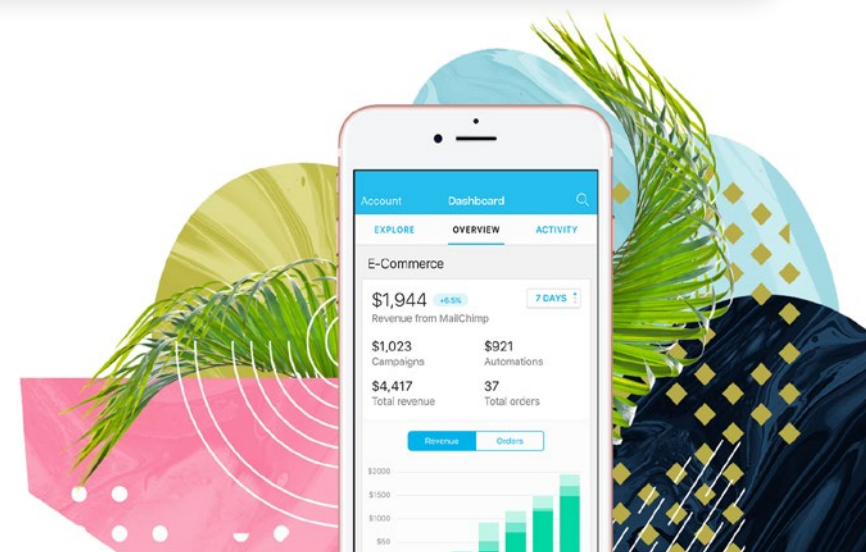 Account Dashboard
EXPLORE OVERVIEW ACTIVITY
E-Commerce
$1,944 +6.5% 7 DAYS
Revenue from MailChimp
$1,023 $921
Campaigns Automations
$4,417 37
Total revenue Total orders
Revenue Orders
$2000
$1500
$1000
$50